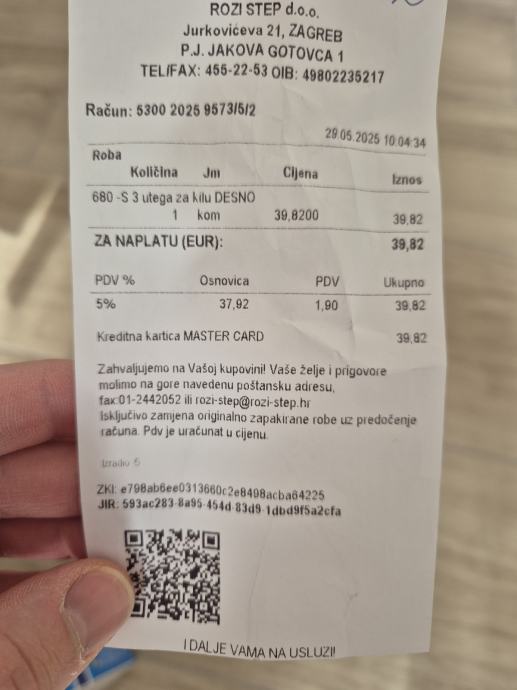 ROZI STEP d.o.o.
Jurkovićeva 21, ZAGREB
P.J. JAKOVA GOTOVCA 1
TEL/FAX: 455-22-53 OIB: 49802235217
Račun: 5300 2025 9573/5/2
29.05.2025 10:04:34
Roba
Količina Jm Cijena Iznos
680 -S 3 utega za kilu DESNO
1 kom 39,8200 39,82
ZA NAPLATU (EUR): 39,82
PDV % Osnovica PDV Ukupno
5% 37,92 1,90 39,82
Kreditna kartica MASTER CARD 39,82
Zahvaljujemo na Vašoj kupovini! Vaše želje i prigovore
molimo na gore navedenu poštansku adresu,
fax:01-2442052 ili rozi-step@rozi-step.hr
Isključivo zamjena originalno zapakirane robe uz predočenje
računa. Pdv je uračunat u cijenu.
Izradio 5
ZKI: e798ab6ee0313660c2e8498acba64225
JIR: 593ac283-8a95-454d-83d9-1dbd9f5a2cfa
I DALJE VAMA NA USLUZI!